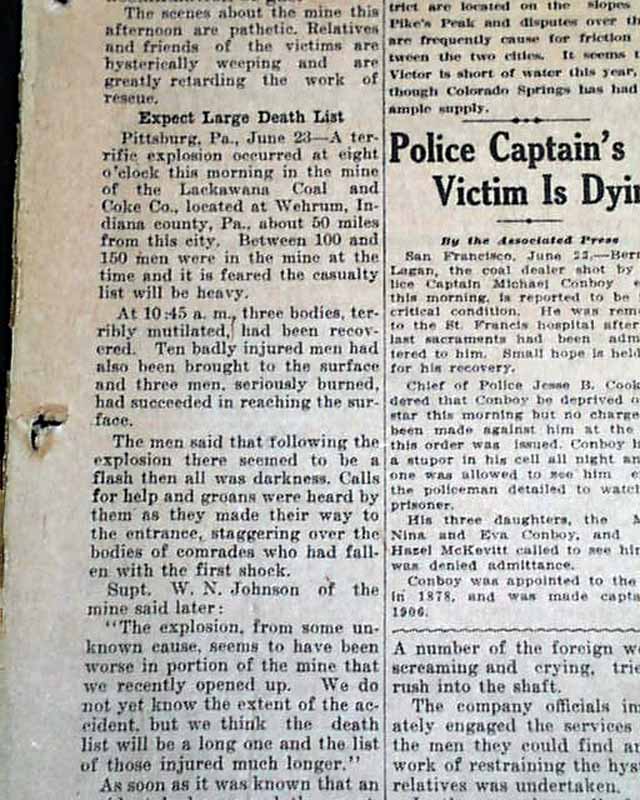 The scenes about the mine this
afternoon are pathetic. Relatives
and friends of the victims are
hysterically weeping and are
greatly retarding the work of
rescue.
Expect Large Death List
Pittsburg, Pa., June 23—A ter-
rific explosion occurred at eight
o'clock this morning in the mine
of the Lackawana Coal and
Coke Co., located at Wehrum, In-
diana county, Pa., about 50 miles
from this city. Between 100 and
150 men were in the mine at the
time and it is feared the casualty
list will be heavy.
At 10:45 a. m., three bodies, ter-
ribly mutilated, had been recov-
ered. Ten badly injured men had
also been brought to the surface
and three men, seriously burned,
had succeeded in reaching the sur-
face.
The men said that following the
explosion there seemed to be a
flash then all was darkness. Calls
for help and groans were heard by
them as they made their way to
the entrance, staggering over the
bodies of comrades who had fall-
en with the first shock.
Supt. W. N. Johnson of the
mine said later:
"The explosion, from some un-
known cause, seems to have been
worse in portion of the mine that
we recently opened up. We do
not yet know the extent of the ac-
cident, but we think the death
list will be a long one and the list
of those injured much longer."
As soon as it was known that an
trict are located on the slopes
Pike's Peak and disputes over th
are frequently cause for friction
tween the two cities. It seems t
Victor is short of water this year,
though Colorado Springs has had
ample supply.
Police Captain's
Victim Is Dyin
By the Associated Press
San Francisco, June 23.—Bern
Lagan, the coal dealer shot by
lice Captain Michael Conboy e
this morning, is reported to be
critical condition. He was rem
to the St. Francis hospital after
last sacraments had been adm
tered to him. Small hope is held
for his recovery.
Chief of Police Jesse B. Cook
dered that Conboy be deprived o
star this morning but no charge
been made against him at the
this order was issued. Conboy h
a stupor in his cell all night an
one was allowed to see him e
the policeman detailed to watch
prisoner.
His three daughters, the M
Nina and Eva Conboy, and
Hazel McKevitt called to see him
was denied admittance.
Conboy was appointed to the
in 1878, and was made capta
1906.
A number of the foreign wo
screaming and crying, trie
rush into the shaft.
The company officials im
ately engaged the services
the men they could find an
work of restraining the hys
relatives was undertaken.